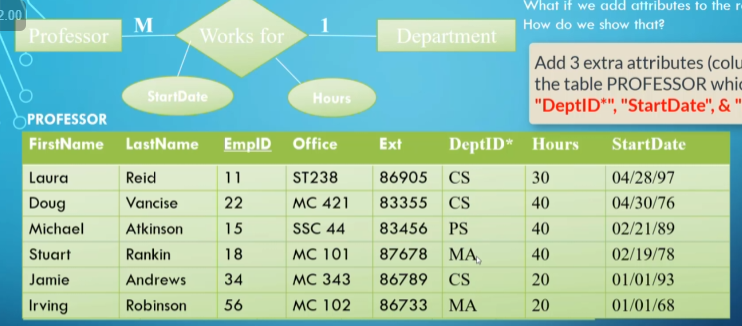 2.00
What if we add attributes to the
How do we show that?
Professor
M
Works for
1
Department
StartDate
Hours
Add 3 extra attributes
the table PROFESSOR
"DeptID*", "StartDate", & "
PROFESSOR
FirstName LastName EmpID Office Ext DeptID* Hours StartDate
Laura Reid 11 ST238 86905 CS 30 04/28/97
Doug Vancise 22 MC 421 83355 CS 40 04/30/76
Michael Atkinson 15 SSC 44 83456 PS 40 02/21/89
Stuart Rankin 18 MC 101 87678 MA 40 02/19/78
Jamie Andrews 34 MC 343 86789 CS 20 01/01/93
Irving Robinson 56 MC 102 86733 MA 20 01/01/68